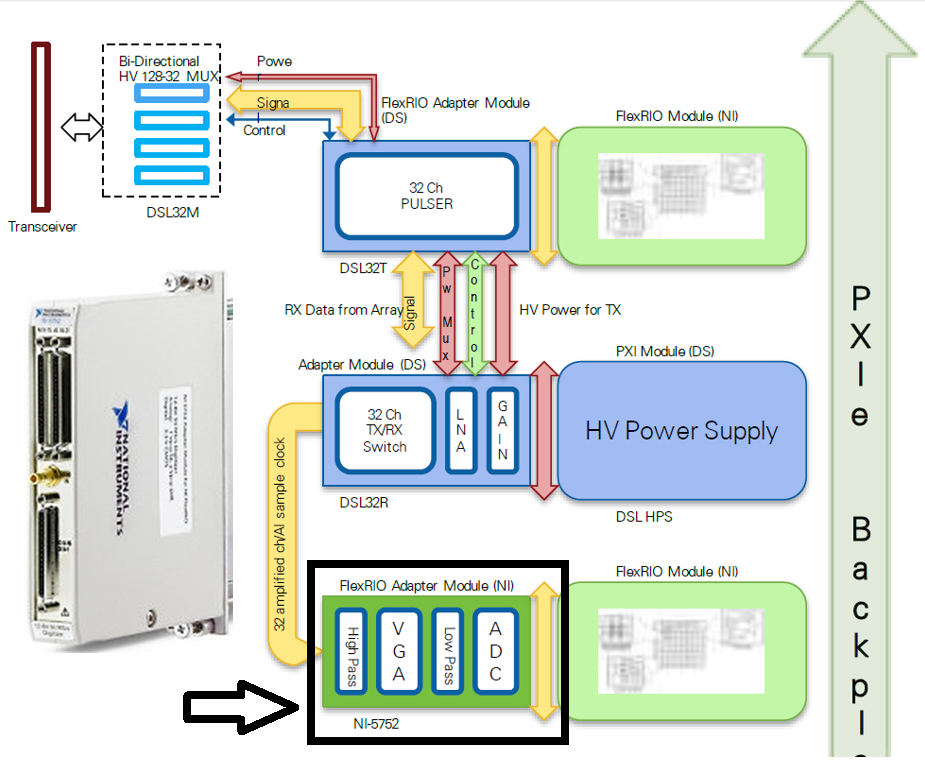 Bi-Directional
HV 128-32 MUX
Powe
r
Signa
l
Control
FlexRIO Adapter Module
(DS)
FlexRIO Module (NI)
32 Ch
PULSER
Transceiver
DSL32M
DSL32T
RX Data from Array
Signal
Pw Mux
Control
HV Power for TX
Adapter Module (DS)
PXI Module (DS)
32 Ch
TX/RX
Switch
LNA
GAIN
HV Power Supply
DSL32R
DSL HPS
32 amplified ch/AI sample clock
FlexRIO Adapter Module (NI)
FlexRIO Module (NI)
High Pass
VGA
Low Pass
ADC
NI-5752
NATIONAL
INSTRUMENTS
PXIe